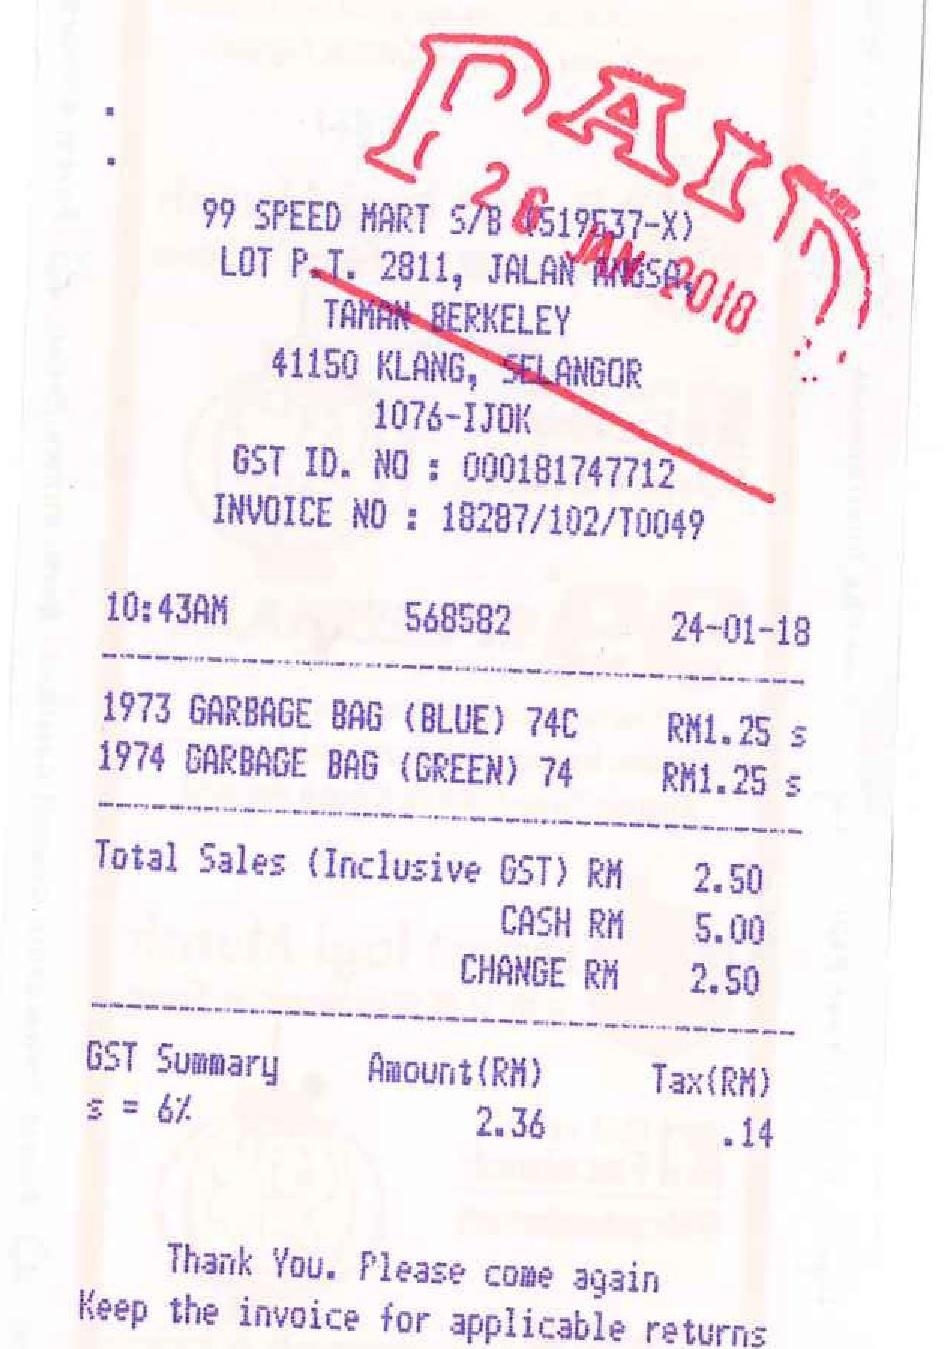 PAID
26 JAN 2018
99 SPEED MART S/B (519537-X)
LOT P.T. 2811, JALAN ANGSA,
TAMAN BERKELEY
41150 KLANG, SELANGOR
1076-IJOK
GST ID. NO : 000181747712
INVOICE NO : 18287/102/T0049
10:43AM 568582 24-01-18
1973 GARBAGE BAG (BLUE) 74C RM1.25 s
1974 GARBAGE BAG (GREEN) 74 RM1.25 s
Total Sales (Inclusive GST) RM 2.50
CASH RM 5.00
CHANGE RM 2.50
GST Summary Amount(RM) Tax(RM)
s = 6% 2.36 .14
Thank You. Please come again
Keep the invoice for applicable returns